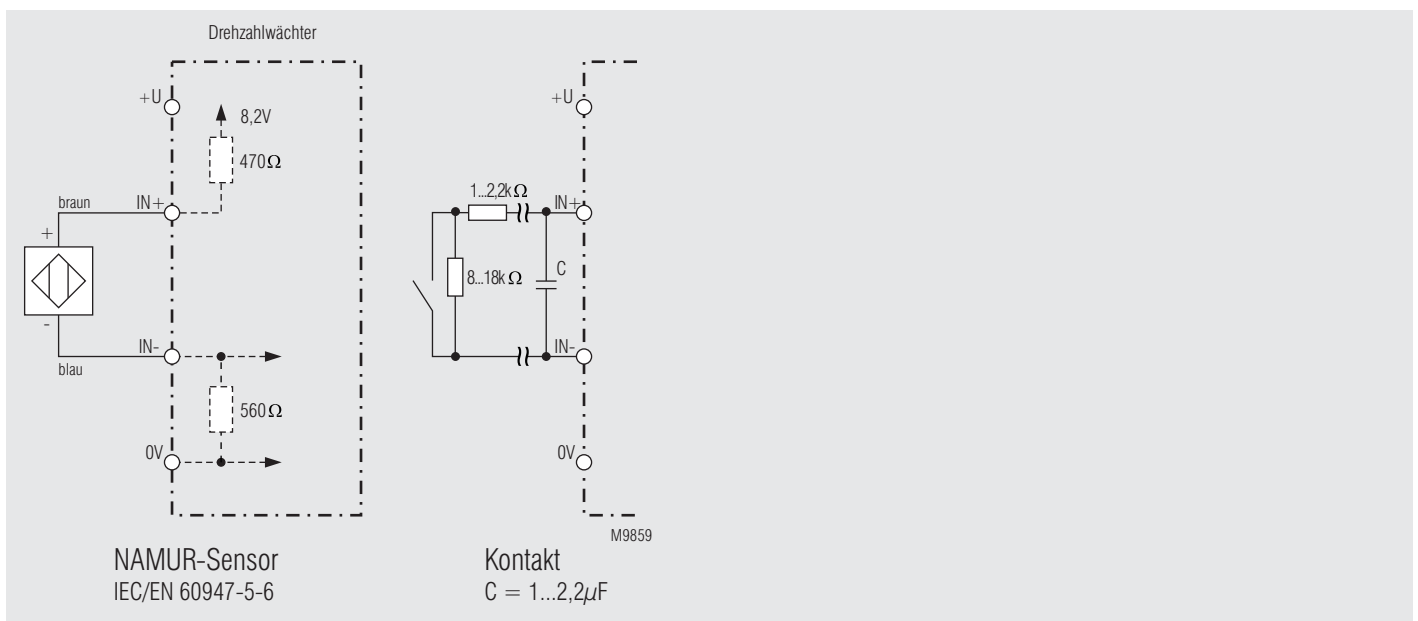 Drehzahlwächter
+U
8,2V
470Ω
braun
IN+
+
-
IN-
blau
560Ω
0V
NAMUR-Sensor
IEC/EN 60947-5-6
+U
1...2,2kΩ
IN+
8...18kΩ
C
IN-
0V
M9859
Kontakt
C = 1...2,2µF